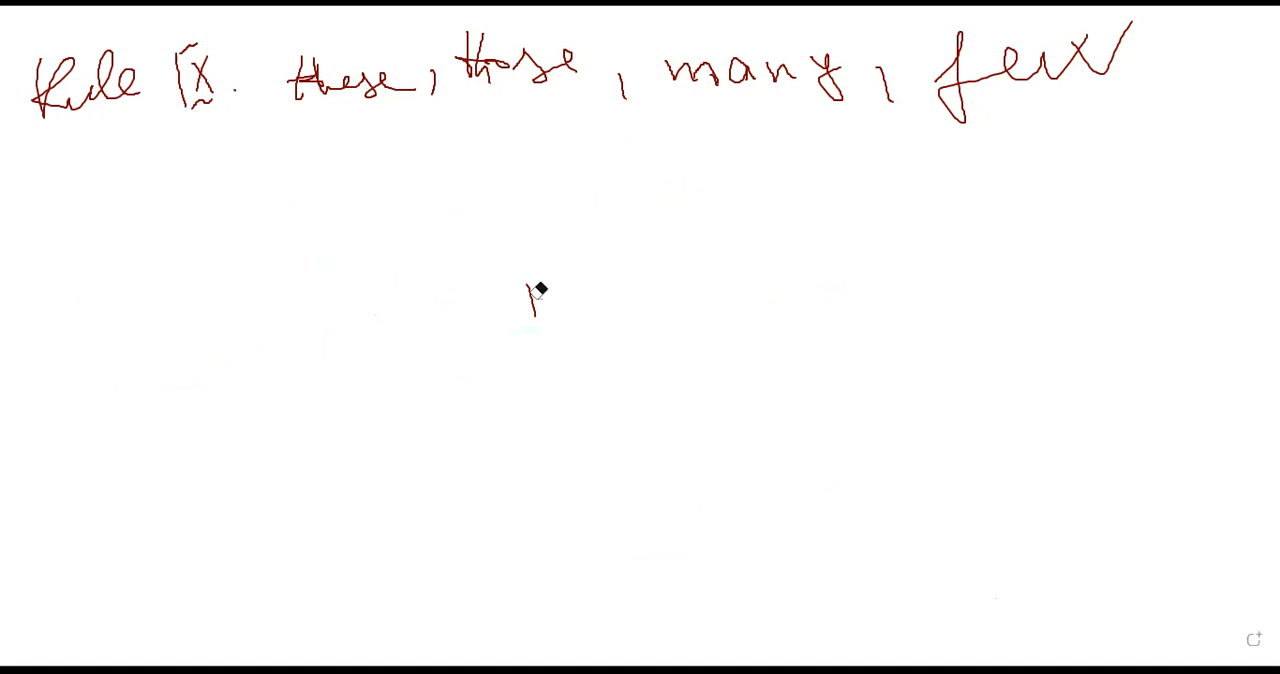 Rule IX. these, those, many, few